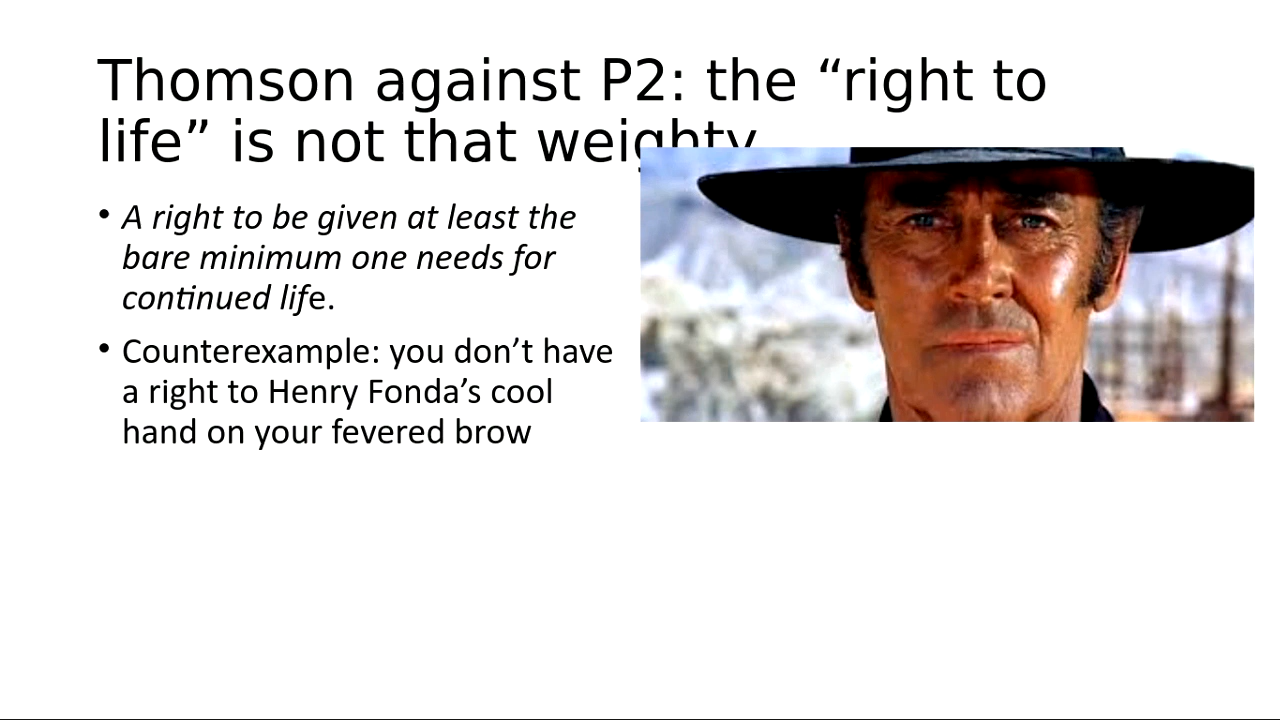 Thomson against P2: the “right to
life” is not that weighty
• A right to be given at least the
bare minimum one needs for
continued life.
• Counterexample: you don’t have
a right to Henry Fonda’s cool
hand on your fevered brow